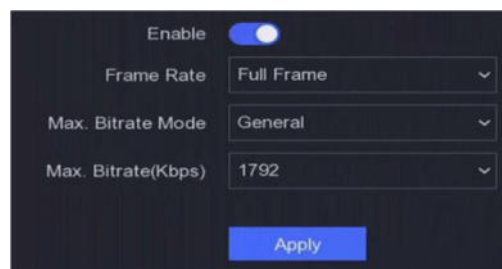 Enable
Frame Rate Full Frame
Max. Bitrate Mode General
Max. Bitrate(Kbps) 1792
Apply